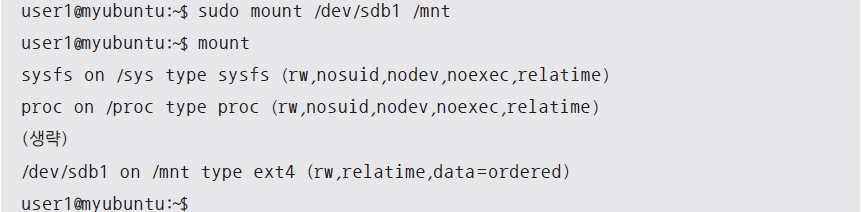 user1@myubuntu:~$ sudo mount /dev/sdb1 /mnt
user1@myubuntu:~$ mount
sysfs on /sys type sysfs (rw,nosuid,nodev,noexec,relatime)
proc on /proc type proc (rw,nosuid,nodev,noexec,relatime)
(생략)
/dev/sdb1 on /mnt type ext4 (rw,relatime,data=ordered)
user1@myubuntu:~$